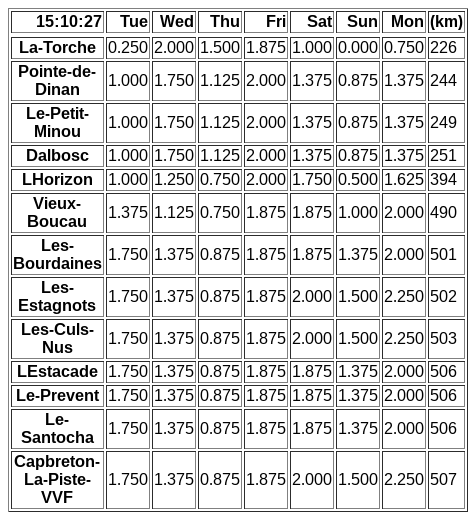 15:10:27 Tue Wed Thu Fri Sat Sun Mon (km)
La-Torche 0.250 2.000 1.500 1.875 1.000 0.000 0.750 226
Pointe-de-
Dinan 1.000 1.750 1.125 2.000 1.375 0.875 1.375 244
Le-Petit-
Minou 1.000 1.750 1.125 2.000 1.375 0.875 1.375 249
Dalbosc 1.000 1.750 1.125 2.000 1.375 0.875 1.375 251
LHorizon 1.000 1.250 0.750 2.000 1.750 0.500 1.625 394
Vieux-
Boucau 1.375 1.125 0.750 1.875 1.875 1.000 2.000 490
Les-
Bourdaines 1.750 1.375 0.875 1.875 1.875 1.375 2.000 501
Les-
Estagnots 1.750 1.375 0.875 1.875 2.000 1.500 2.250 502
Les-Culs-
Nus 1.750 1.375 0.875 1.875 2.000 1.500 2.250 503
LEstacade 1.750 1.375 0.875 1.875 1.875 1.375 2.000 506
Le-Prevent 1.750 1.375 0.875 1.875 1.875 1.375 2.000 506
Le-
Santocha 1.750 1.375 0.875 1.875 1.875 1.375 2.000 506
Capbreton-
La-Piste- 1.750 1.375 0.875 1.875 2.000 1.500 2.250 507
VVF